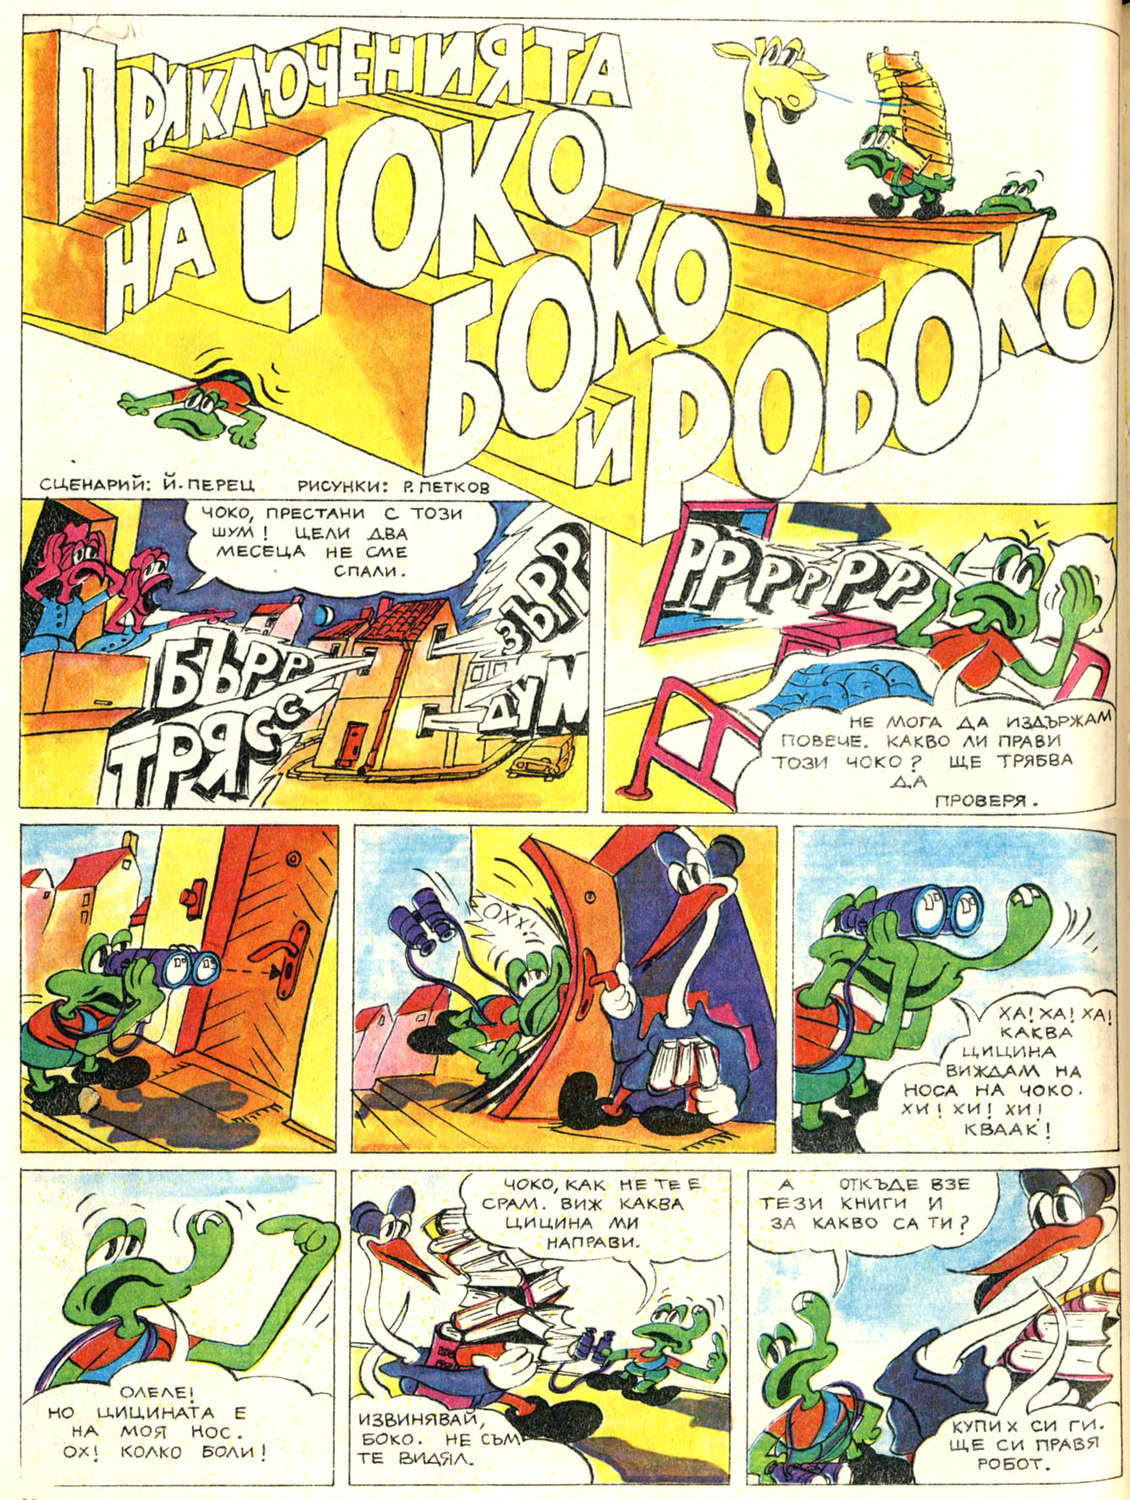 ПРИКЛЮЧЕНИЯТА
НА ЧОКО
БОКО
И РОБОКО
СЦЕНАРИЙ: Й. ПЕРЕЦ РИСУНКИ: Р. ПЕТКОВ
ЧОКО, ПРЕСТАНИ С ТОЗИ
ШУМ! ЦЕЛИ ДВА
МЕСЕЦА НЕ СМЕ
СПАЛИ.
БЪРР
ТРЯСС
ЗЪРР
ДУМ
РРРРРРР
НЕ МОГА ДА ИЗДЪРЖАМ
ПОВЕЧЕ. КАКВО ЛИ ПРАВИ
ТОЗИ ЧОКО? ЩЕ ТРЯБВА
ДА
ПРОВЕРЯ.
ОХХ!
ХА! ХА! ХА!
КАКВА
ЦИЦИНА
ВИЖДАМ НА
НОСА НА ЧОКО.
ХИ! ХИ! ХИ!
КВААК!
ОЛЕЛЕ!
НО ЦИЦИНАТА Е
НА МОЯ НОС.
ОХ! КОЛКО БОЛИ!
ЧОКО, КАК НЕ ТЕ Е
СРАМ. ВИЖ КАКВА
ЦИЦИНА МИ
НАПРАВИ.
ИЗВИНЯВАЙ,
БОКО. НЕ СЪМ
ТЕ ВИДЯЛ.
А ОТКЪДЕ ВЗЕ
ТЕЗИ КНИГИ И
ЗА КАКВО СА ТИ?
КУПИХ СИ ГИ.
ЩЕ СИ ПРАВЯ
РОБОТ.